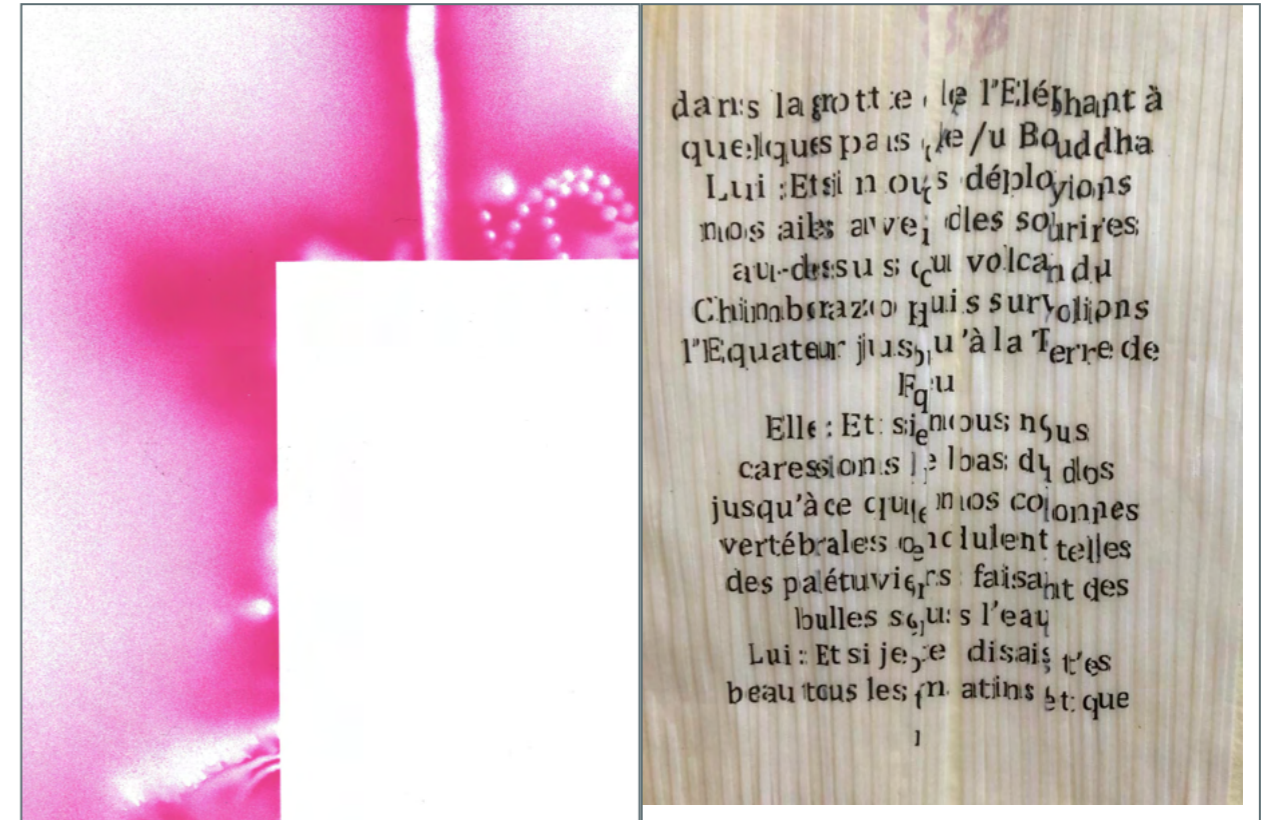 dans la grotte de l'Eléphant à
quelques pas de/u Bouddha
Lui : Et si nous déployions
nos ailes avec des sourires
au-dessus du volcan du
Chimborazo puis survolions
l'Equateur jusqu'à la Terre de
Feu
Elle : Et si nous nous
caressions le bas du dos
jusqu'à ce que nos colonnes
vertébrales ondulent telles
des palétuviers faisant des
bulles sous l'eau
Lui : Et si je te disais t'es
beau tous les matins et que